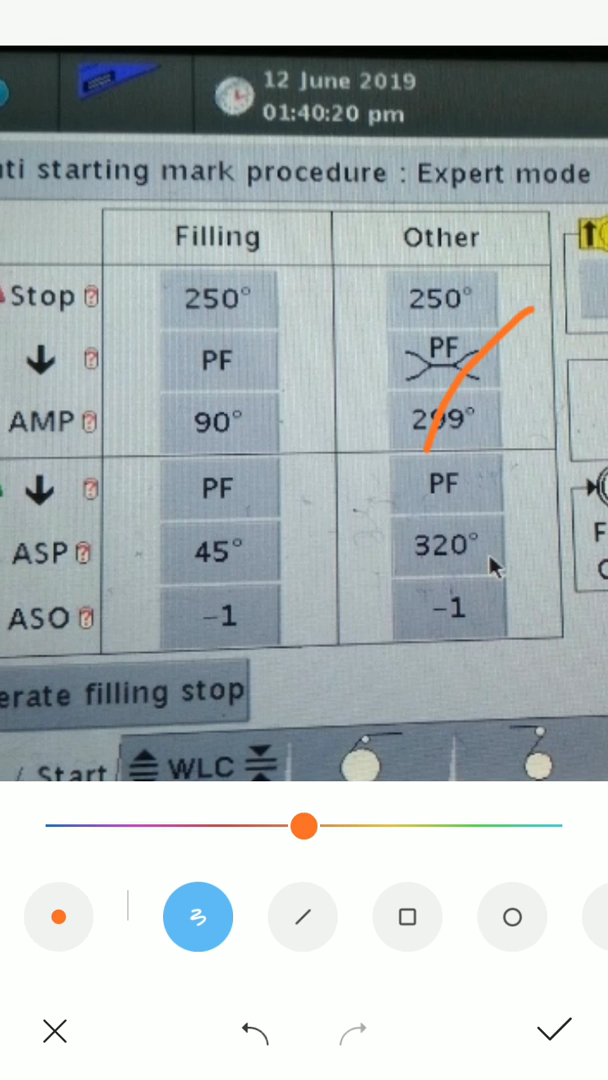 12 June 2019
01:40:20 pm
ti starting mark procedure : Expert mode
Filling Other
Stop ? 250° 250°
? PF PF
AMP ? 90° 299°
? PF PF
ASP ? 45° 320°
ASO ? -1 -1
erate filling stop
/ Start WLC
F